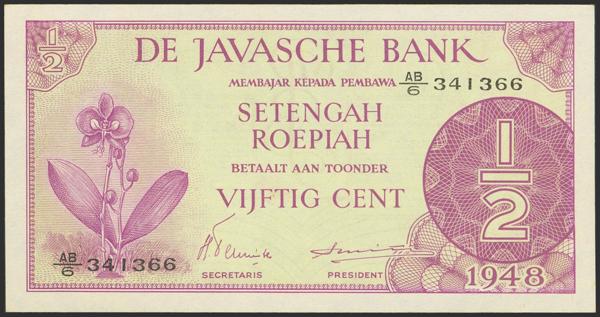 1/2
DE JAVASCHE BANK
MEMBAJAR KEPADA PEMBAWA AB/6 341366
SETENGAH
ROEPIAH
BETAALT AAN TOONDER
VIJFTIG CENT
1/2
AB/6 341366
SECRETARIS PRESIDENT
1948